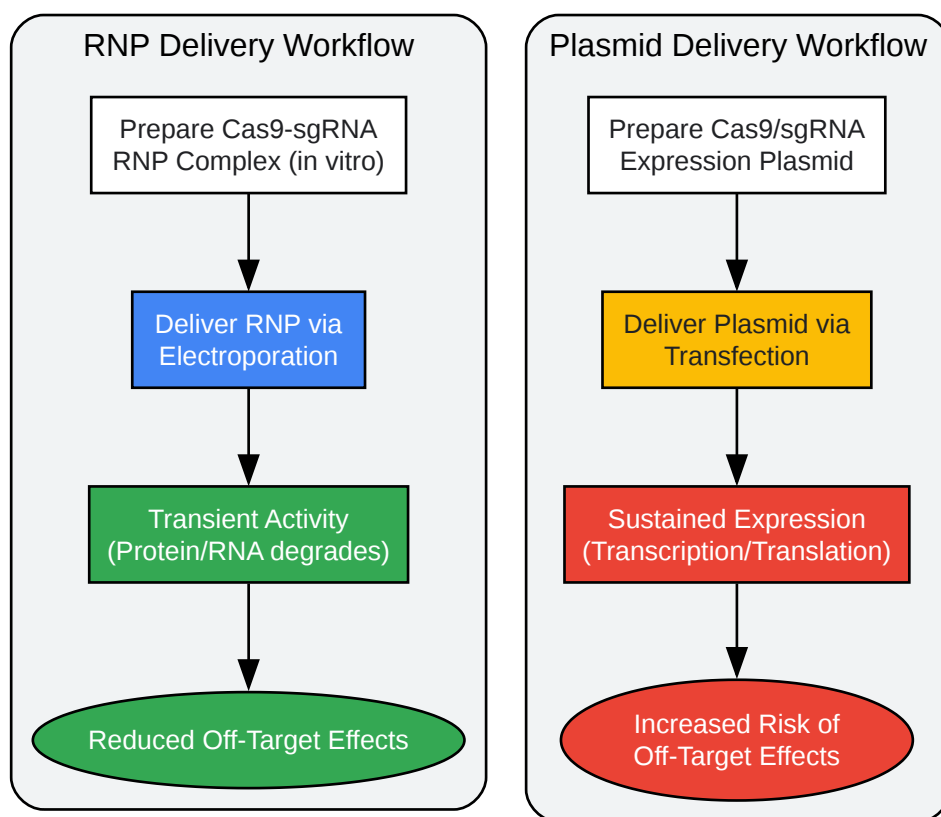 RNP Delivery Workflow
Prepare Cas9-sgRNA
RNP Complex (in vitro)
Deliver RNP via
Electroporation
Transient Activity
(Protein/RNA degrades)
Reduced Off-Target Effects
Plasmid Delivery Workflow
Prepare Cas9/sgRNA
Expression Plasmid
Deliver Plasmid via
Transfection
Sustained Expression
(Transcription/Translation)
Increased Risk of
Off-Target Effects